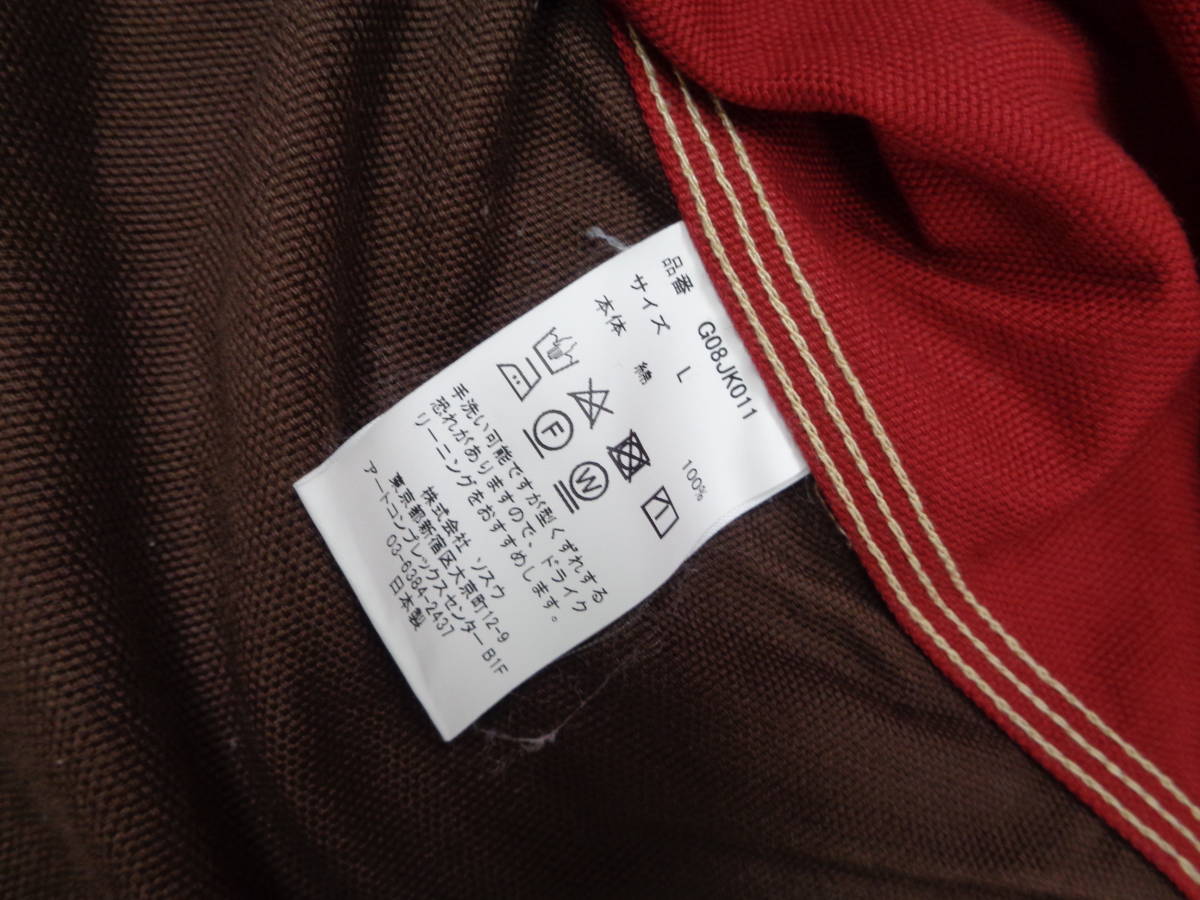 品番 G08JK011
サイズ L
本体 綿 100%
F W
手洗い可能ですが型くずれする
恐れがありますので、ドライク
リーニングをおすすめします。
株式会社 ソスウ
東京都新宿区大京町12-9
アートコンプレックスセンターB1F
03-6384-2437
日本製